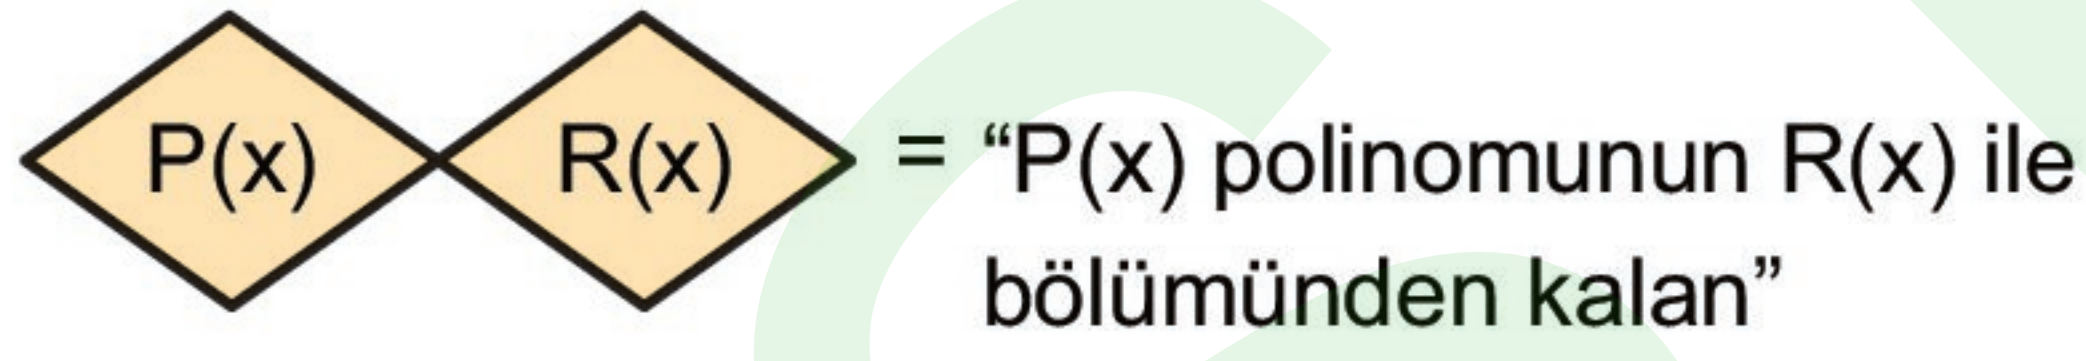 P(x) R(x) = “P(x) polinomunun R(x) ile
bölümünden kalan”